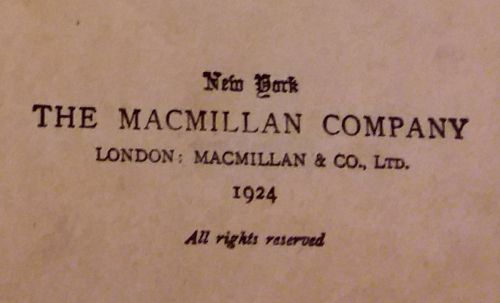 New York
THE MACMILLAN COMPANY
LONDON: MACMILLAN & CO., LTD.
1924
All rights reserved